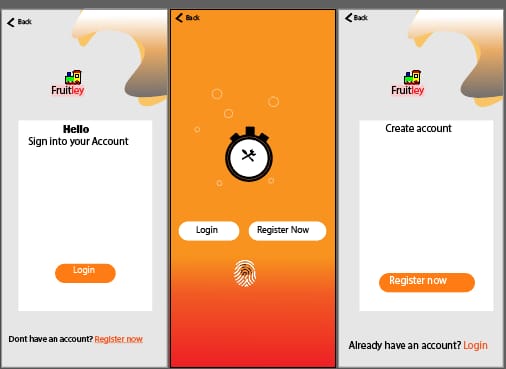 Back
Fruitley
Hello
Sign into your Account
Login
Dont have an account? Register now
Back
Login
Register Now
Back
Fruitley
Create account
Register now
Already have an account? Login